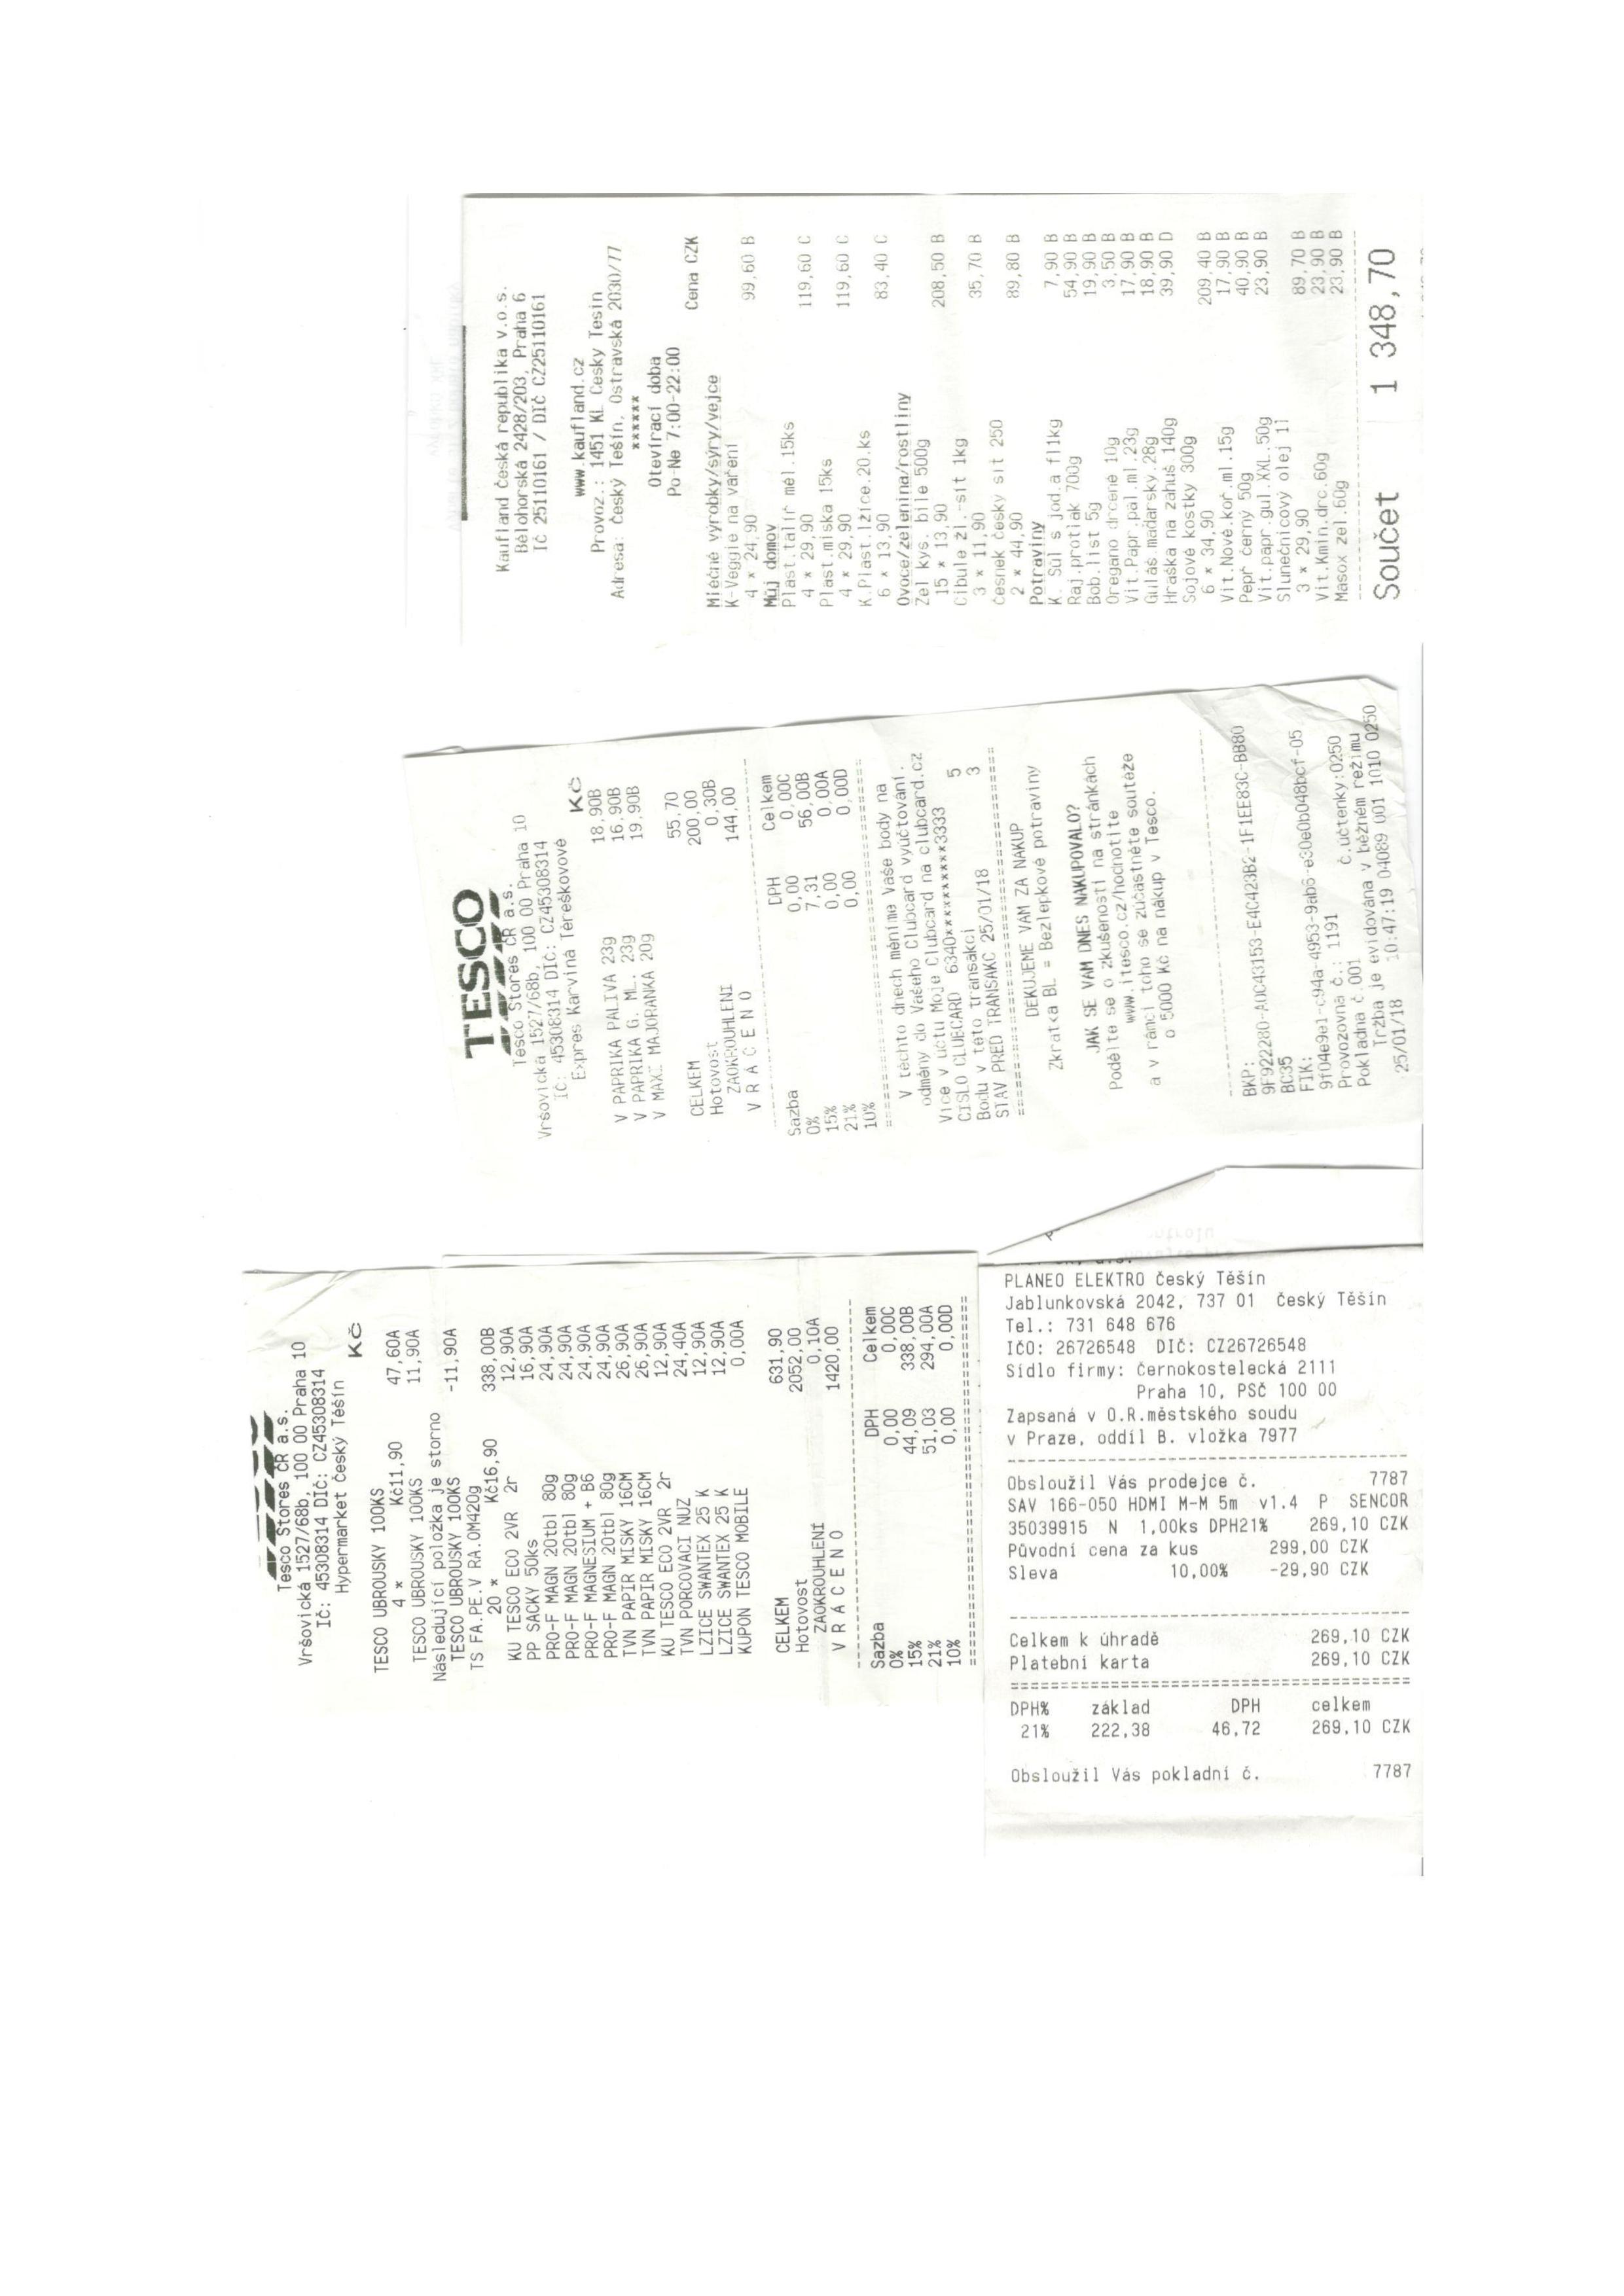 Tesco Stores ČR a.s.
Vršovická 1527/68b, 100 00 Praha 10
IČ: 45308314 DIČ: CZ45308314
Hypermarket Český Těšín
Kč
TESCO UBROUSKY 100KS 47,60A
4 * Kč11,90
TESCO UBROUSKY 100KS 11,90A
Následující položka je storno
TESCO UBROUSKY 100KS -11,90A
TS FA.PE.V RA.OM420g 338,00B
20 * Kč16,90
KU TESCO ECO 2VR 2r 12,90A
PP SACKY 50ks 16,90A
PRO-F MAGN 20tbl 80g 24,90A
PRO-F MAGN 20tbl 80g 24,90A
PRO-F MAGNESIUM + B6 24,90A
PRO-F MAGN 20tbl 80g 24,90A
TVN PAPIR MISKY 16CM 26,90A
TVN PAPIR MISKY 16CM 26,90A
KU TESCO ECO 2VR 2r 12,90A
TVN PORCOVACI NUZ 24,40A
LZICE SWANTEX 25 K 12,90A
LZICE SWANTEX 25 K 12,90A
KUPON TESCO MOBILE 0,00A
CELKEM 631,90
Hotovost 2052,00
ZAOKROUHLENÍ 0,10A
V R Á C E N O 1420,00
Sazba DPH Celkem
0% 0,00 0,00C
15% 44,09 338,00B
21% 51,03 294,00A
10% 0,00 0,00D
TESCO
Tesco Stores ČR a.s.
Vršovická 1527/68b, 100 00 Praha 10
IČ: 45308314 DIČ: CZ45308314
Expres Karviná Těreškovové
Kč
V PAPRIKA PALIVA 23g 18,90B
V PAPRIKA G. ML. 23g 16,90B
V MAXI MAJORANKA 20g 19,90B
CELKEM 55,70
Hotovost 200,00
ZAOKROUHLENÍ 0,30B
V R Á C E N O 144,00
Sazba DPH Celkem
0% 0,00 0,00C
15% 7,31 56,00B
21% 0,00 0,00A
10% 0,00 0,00D
V těchto dnech měníme Vaše body na
odměny do Vašeho Clubcard vyúčtování.
Více v účtu Moje Clubcard na clubcard.cz
CISLO CLUBCARD 6340**********3333
Bodu v této transakci 5
STAV PRED TRANSAKC 25/01/18 3
DEKUJEME VAM ZA NAKUP
Zkratka BL = Bezlepkové potraviny
JAK SE VAM DNES NAKUPOVALO?
Podělte se o zkušenosti na stránkách
www.itesco.cz/hodnotite
a v rámci toho se zúčastněte soutěže
o 5000 Kč na nákup v Tesco.
BKP:
9F922280-A0C43153-E4C423B2-1F1EE83C-BB80
BC35
FIK:
9f04e9e1-c94a-4953-9ab6-e30e0b048bcf-05
Provozovna č.: 1191 č.účtenky:0250
Pokladna č.001
Tržba je evidována v běžném režimu
25/01/18 10:47:19 04089 001 1010 0250
Kaufland Česká republika v.o.s.
Bělohorská 2428/203, Praha 6
IČ 25110161 / DIČ CZ25110161
www.kaufland.cz
Provoz.: 1451 KL Cesky Tesin
Adresa: Český Těšín, Ostravská 2030/77
*****
Otevírací doba
Po-Ne 7:00-22:00
Cena CZK
Mléčné výrobky/sýry/vejce
K-Veggie na vaření
4 * 24,90 99,60 B
Můj domov
Plast.talíř měl.15ks
4 * 29,90 119,60 C
Plast.miska 15ks
4 * 29,90 119,60 C
K.Plast.lžíce.20.ks
6 * 13,90 83,40 C
Ovoce/zelenina/rostliny
Zel kys. bílé 500g
15 * 13,90 208,50 B
Cibule žl.-sít 1kg
3 * 11,90 35,70 B
Česnek český sít 250
2 * 44,90 89,80 B
Potraviny
K. Sůl s jod.a fl1kg 7,90 B
Raj.protlak 700g 54,90 B
Bob.list 5g 19,90 B
Oregano drcené 10g 3,50 B
Vit.Papr.pal.ml.23g 17,90 B
Guláš maďarský.28g 18,90 B
Hraška na zahuš 140g 39,90 D
Sojové kostky 300g
6 * 34,90 209,40 B
Vit.Nové.koř.ml.15g 17,90 B
Pepř černý 50g 40,90 B
Vit.papr.gul.XXL.50g 23,90 B
Slunečnicový olej 1l
3 * 29,90 89,70 B
Vit.Kmín.drc.60g 23,90 B
Masox zel.60g 23,90 B
Součet 1 348,70
PLANEO ELEKTRO Český Těšín
Jablunkovská 2042, 737 01 Český Těšín
Tel.: 731 648 676
IČO: 26726548 DIČ: CZ26726548
Sídlo firmy: Černokostelecká 2111
Praha 10, PSČ 100 00
Zapsaná v O.R.městského soudu
v Praze, oddíl B. vložka 7977
Obsloužil Vás prodejce č. 7787
SAV 166-050 HDMI M-M 5m v1.4 P SENCOR
35039915 N 1,00ks DPH21% 269,10 CZK
Původní cena za kus 299,00 CZK
Sleva 10,00% -29,90 CZK
Celkem k úhradě 269,10 CZK
Platební karta 269,10 CZK
DPH% základ DPH celkem
21% 222,38 46,72 269,10 CZK
Obsloužil Vás pokladní č. 7787